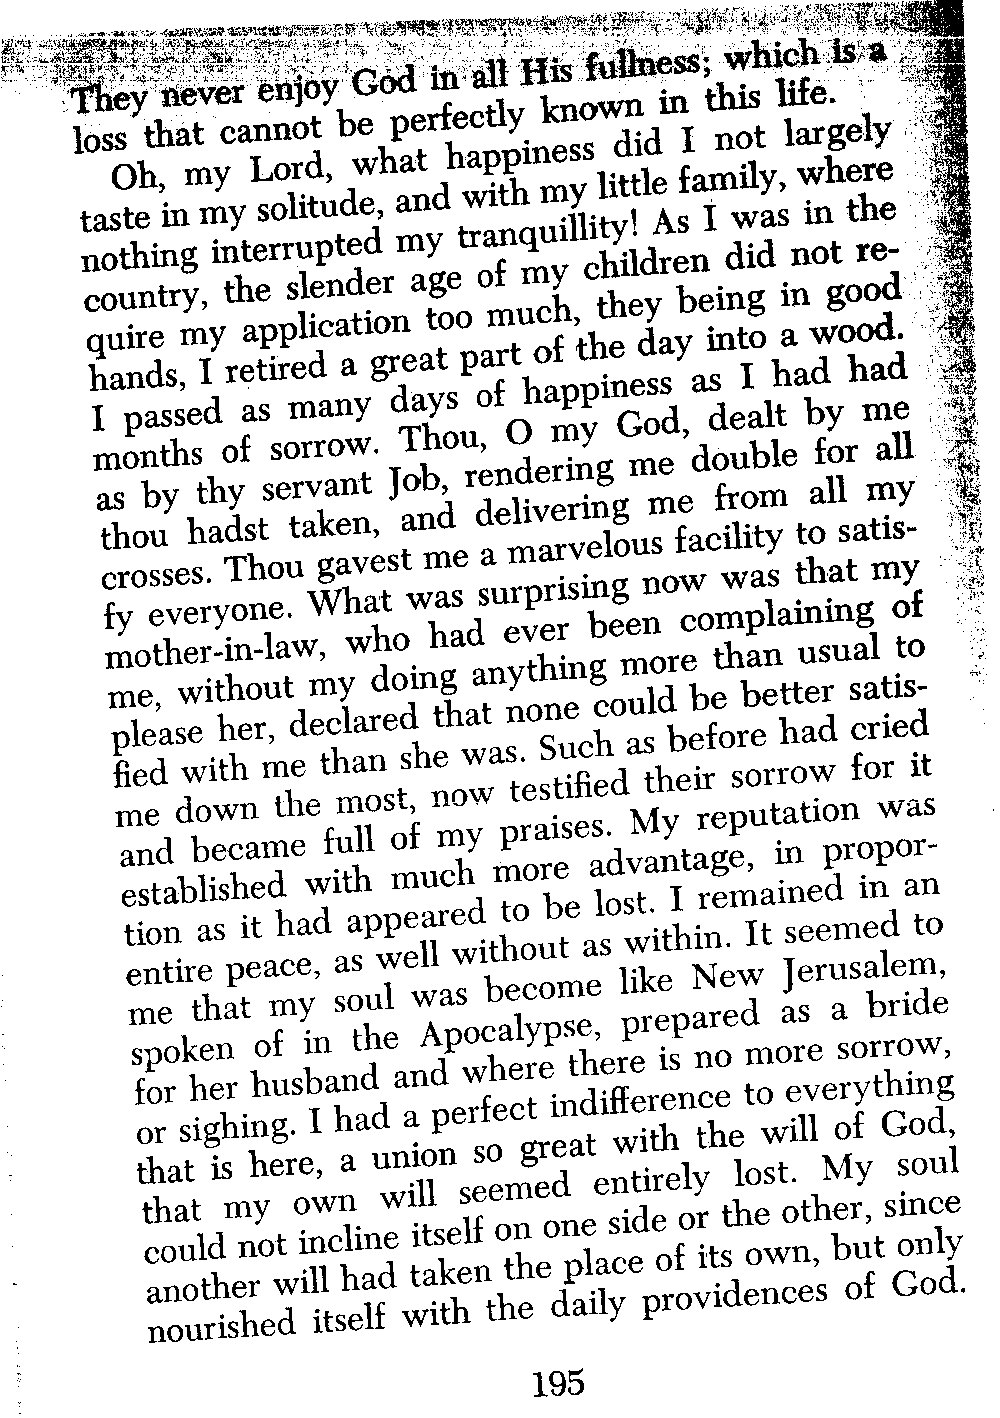 They never enjoy God in all His fullness; which is a
loss that cannot be perfectly known in this life.
Oh, my Lord, what happiness did I not largely
taste in my solitude, and with my little family, where
nothing interrupted my tranquillity! As I was in the
country, the slender age of my children did not re-
quire my application too much, they being in good
hands, I retired a great part of the day into a wood.
I passed as many days of happiness as I had had
months of sorrow. Thou, O my God, dealt by me
as by thy servant Job, rendering me double for all
thou hadst taken, and delivering me from all my
crosses. Thou gavest me a marvelous facility to satis-
fy everyone. What was surprising now was that my
mother-in-law, who had ever been complaining of
me, without my doing anything more than usual to
please her, declared that none could be better satis-
fied with me than she was. Such as before had cried
me down the most, now testified their sorrow for it
and became full of my praises. My reputation was
established with much more advantage, in propor-
tion as it had appeared to be lost. I remained in an
entire peace, as well without as within. It seemed to
me that my soul was become like New Jerusalem,
spoken of in the Apocalypse, prepared as a bride
for her husband and where there is no more sorrow,
or sighing. I had a perfect indifference to everything
that is here, a union so great with the will of God,
that my own will seemed entirely lost. My soul
could not incline itself on one side or the other, since
another will had taken the place of its own, but only
nourished itself with the daily providences of God.
195